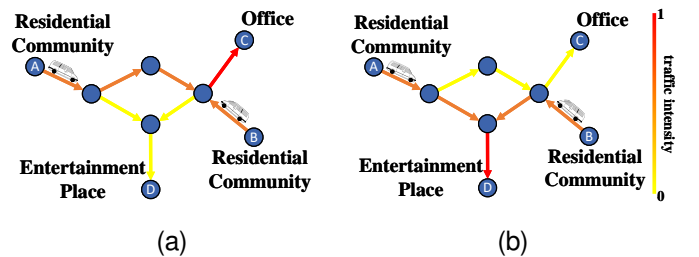 Residential
Community
Office
A
C
B
Entertainment
Place
D
Residential
Community
(a)
Residential
Community
Office
A
C
B
Entertainment
Place
D
Residential
Community
(b)
1
traffic intensity
0